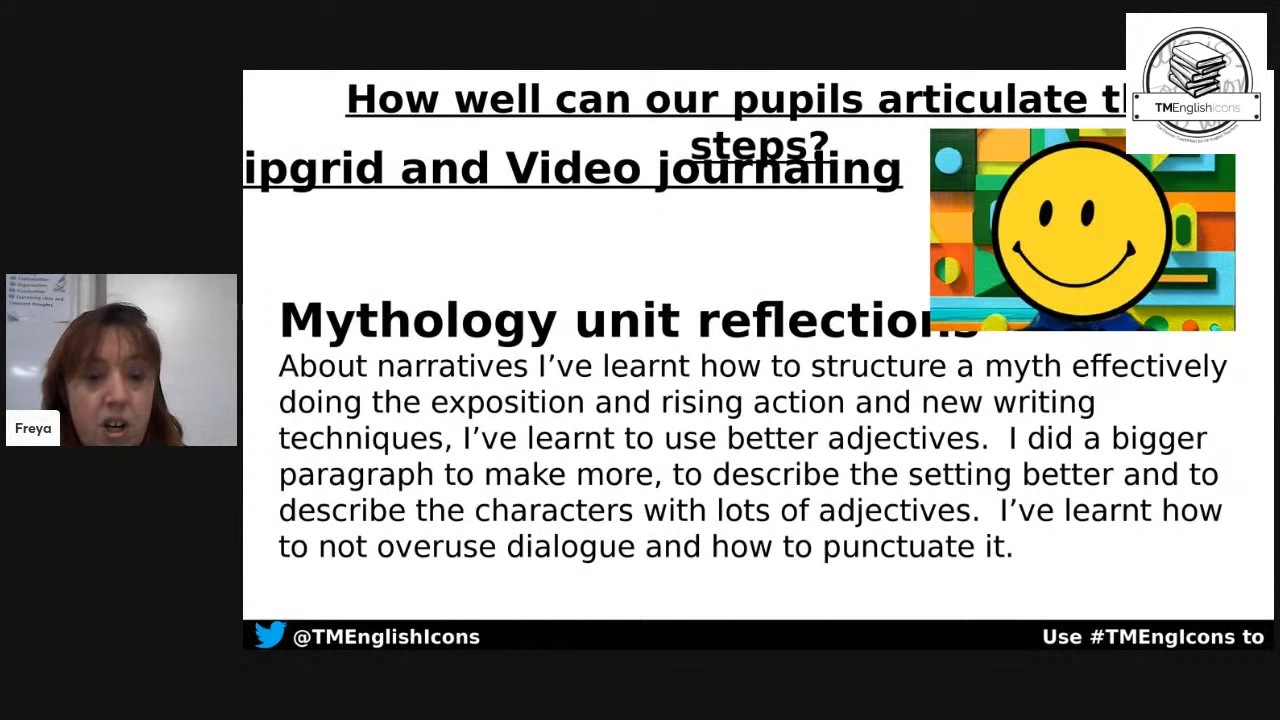 How well can our pupils articulate t
steps?
ipgrid and Video journaling
TMEnglishIcons
Mythology unit reflections
About narratives I’ve learnt how to structure a myth effectively
doing the exposition and rising action and new writing
techniques, I’ve learnt to use better adjectives.  I did a bigger
paragraph to make more, to describe the setting better and to
describe the characters with lots of adjectives.  I’ve learnt how
to not overuse dialogue and how to punctuate it.
Freya
@TMEnglishIcons
Use #TMEngIcons to